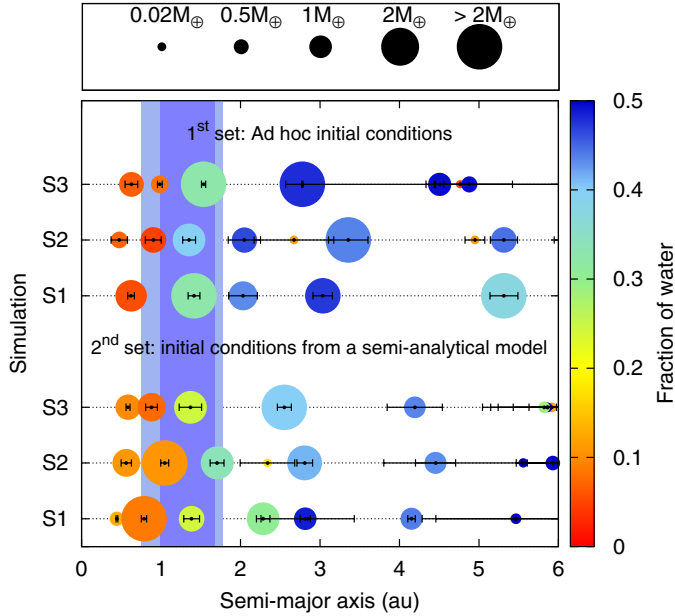 0.02M⊕ 0.5M⊕ 1M⊕ 2M⊕ > 2M⊕
1st set: Ad hoc initial conditions
S3
S2
S1
2nd set: initial conditions from a semi-analytical model
S3
S2
S1
Simulation
0 1 2 3 4 5 6
Semi-major axis (au)
0.5
0.4
0.3
0.2
0.1
0
Fraction of water